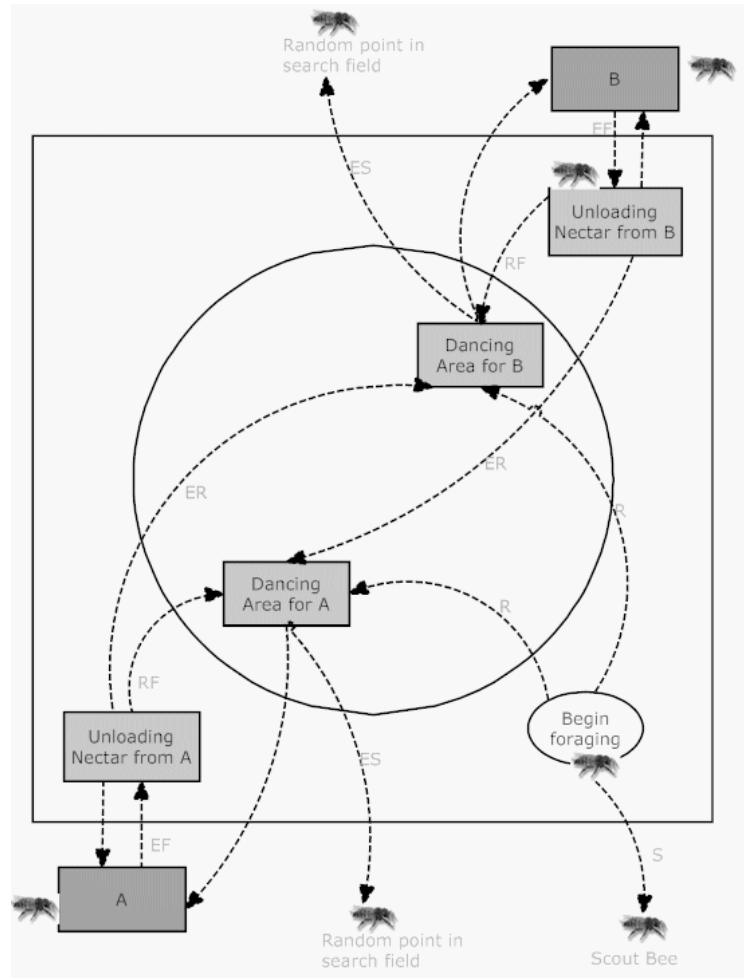 Random point in
search field
B
EF
ES
Unloading
Nectar from B
RF
Dancing
Area for B
ER
ER
R
Dancing
Area for A
R
RF
Unloading
Nectar from A
Begin
foraging
ES
EF
S
A
Random point in
search field
Scout Bee